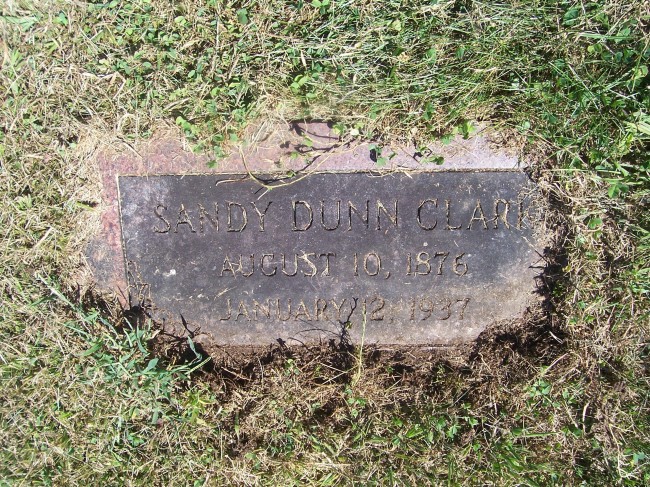 SANDY DUNN CLARK
AUGUST 10, 1876
JANUARY 12, 1937